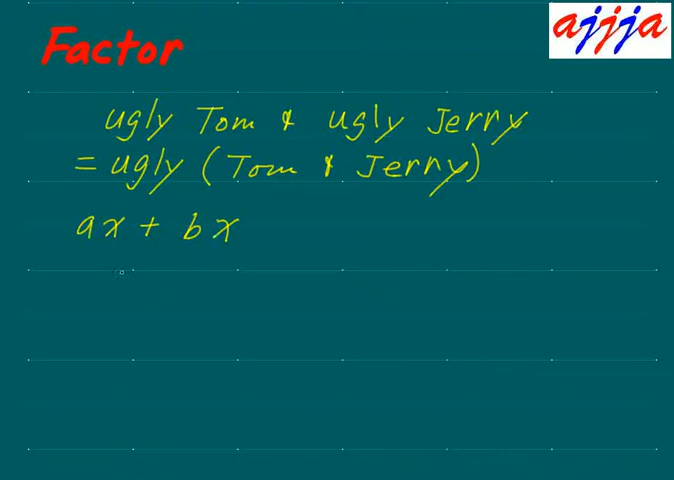 ajjja
Factor
ugly Tom & ugly Jerry
= ugly (Tom & Jerry)
ax + bx